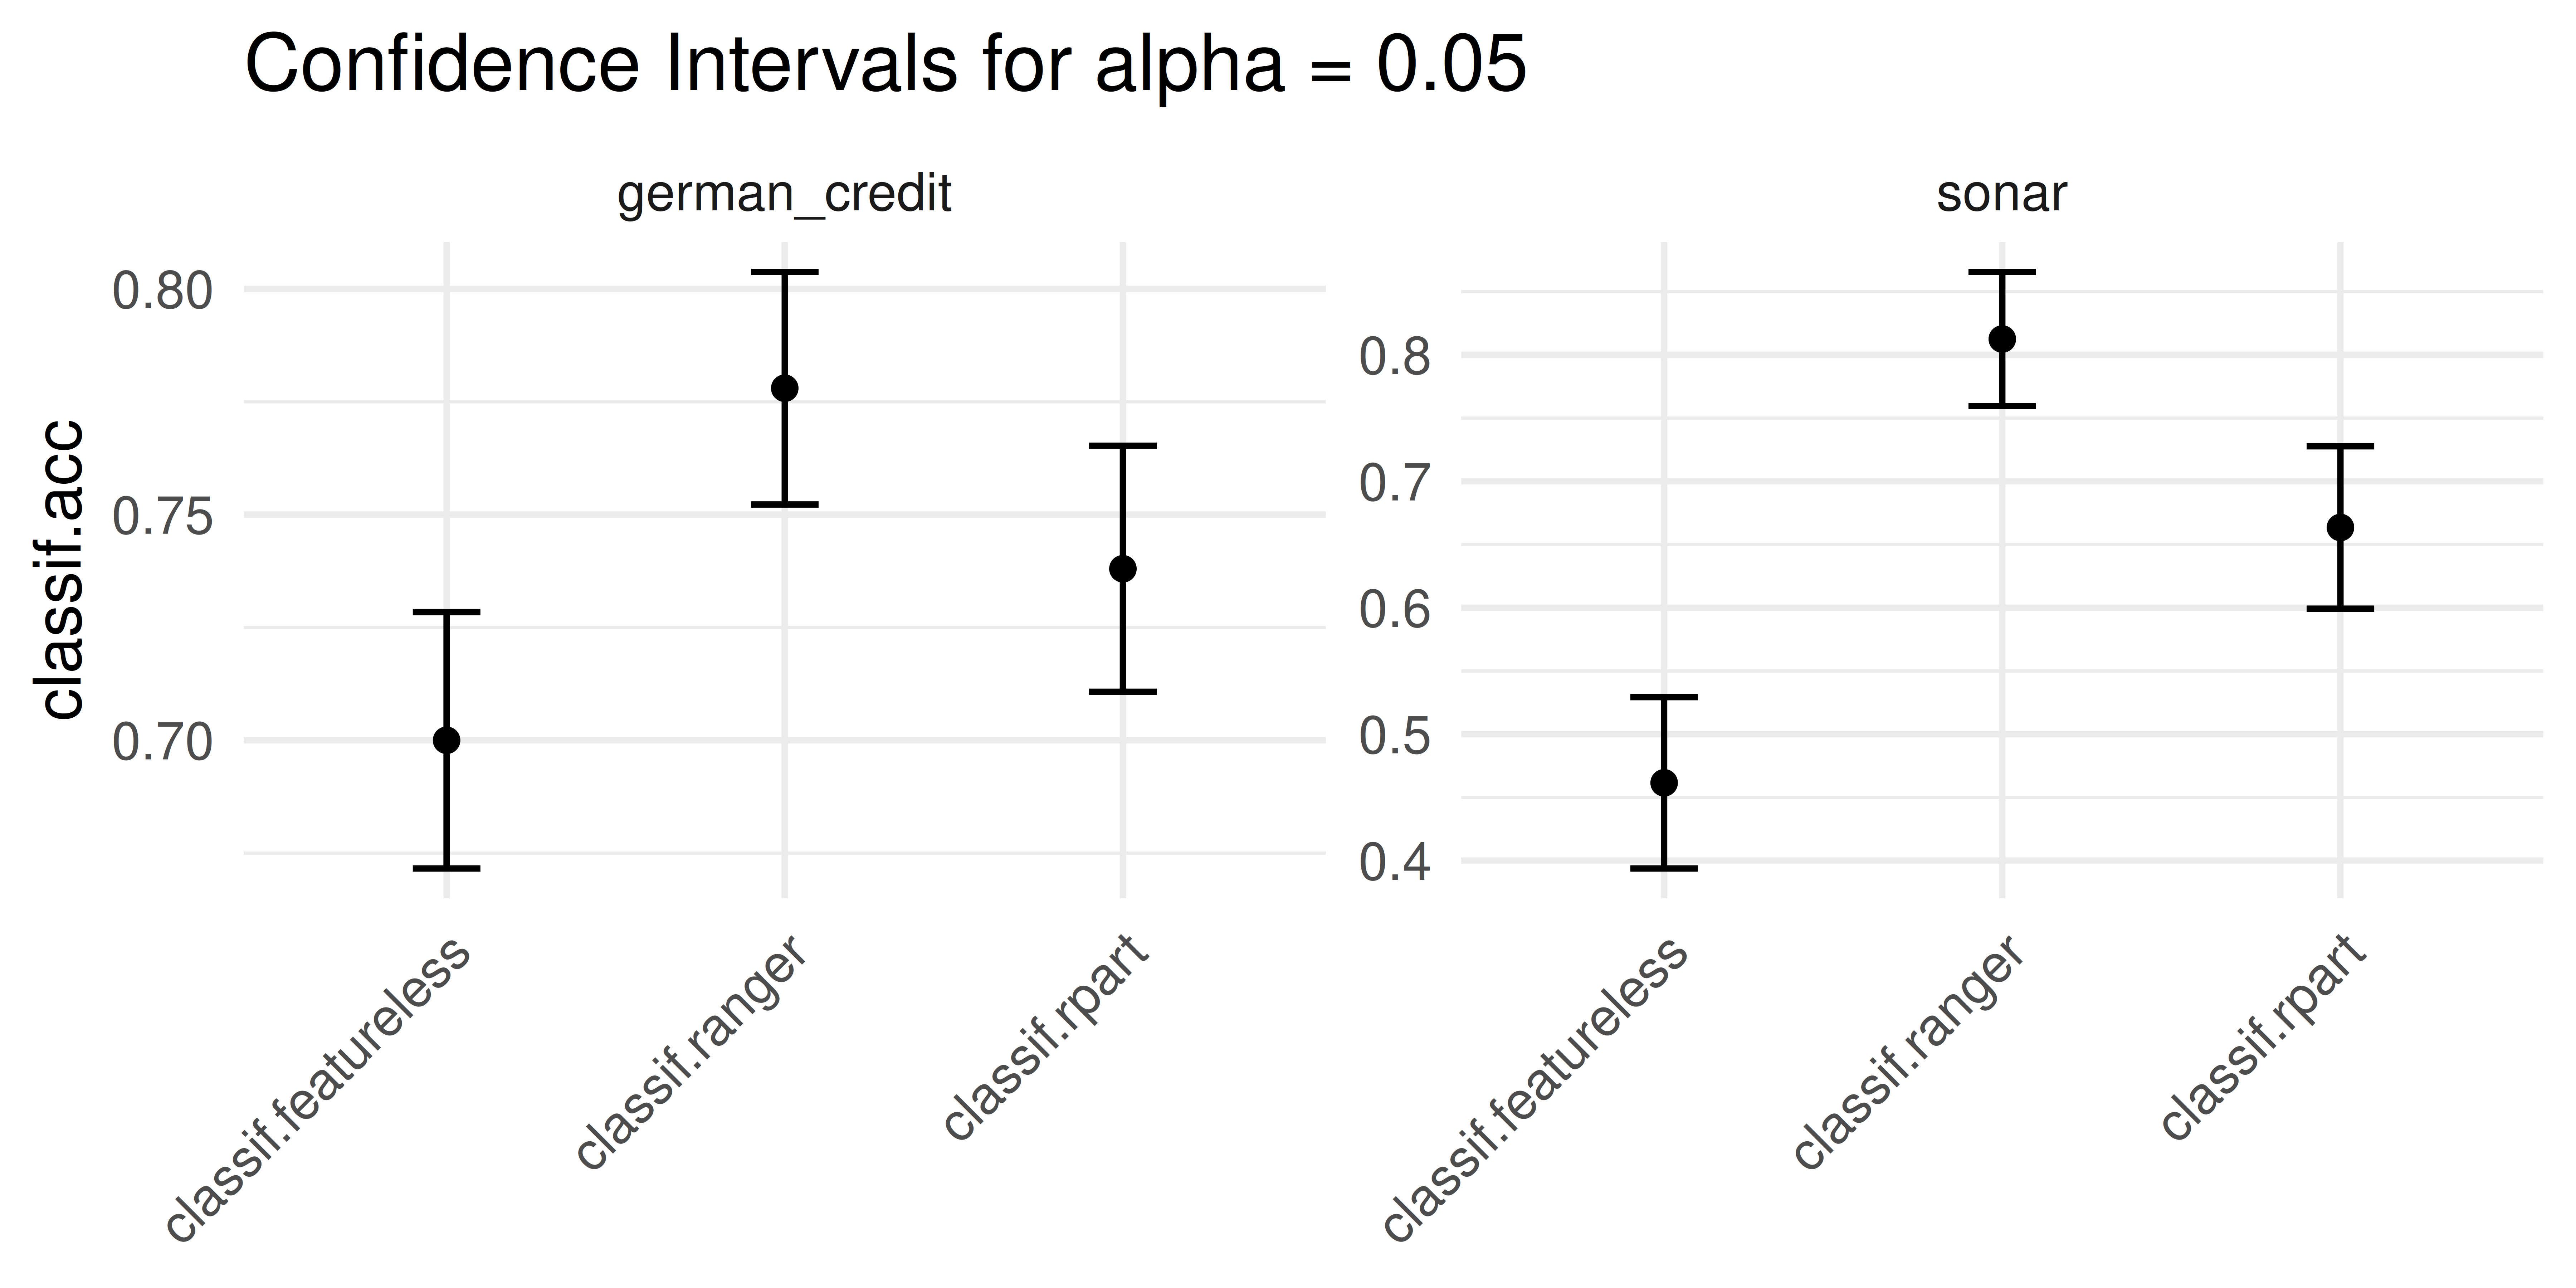 Confidence Intervals for alpha = 0.05
german_credit
sonar
classif.acc
0.80
0.75
0.70
0.8
0.7
0.6
0.5
0.4
classif.featureless
classif.ranger
classif.rpart
classif.featureless
classif.ranger
classif.rpart